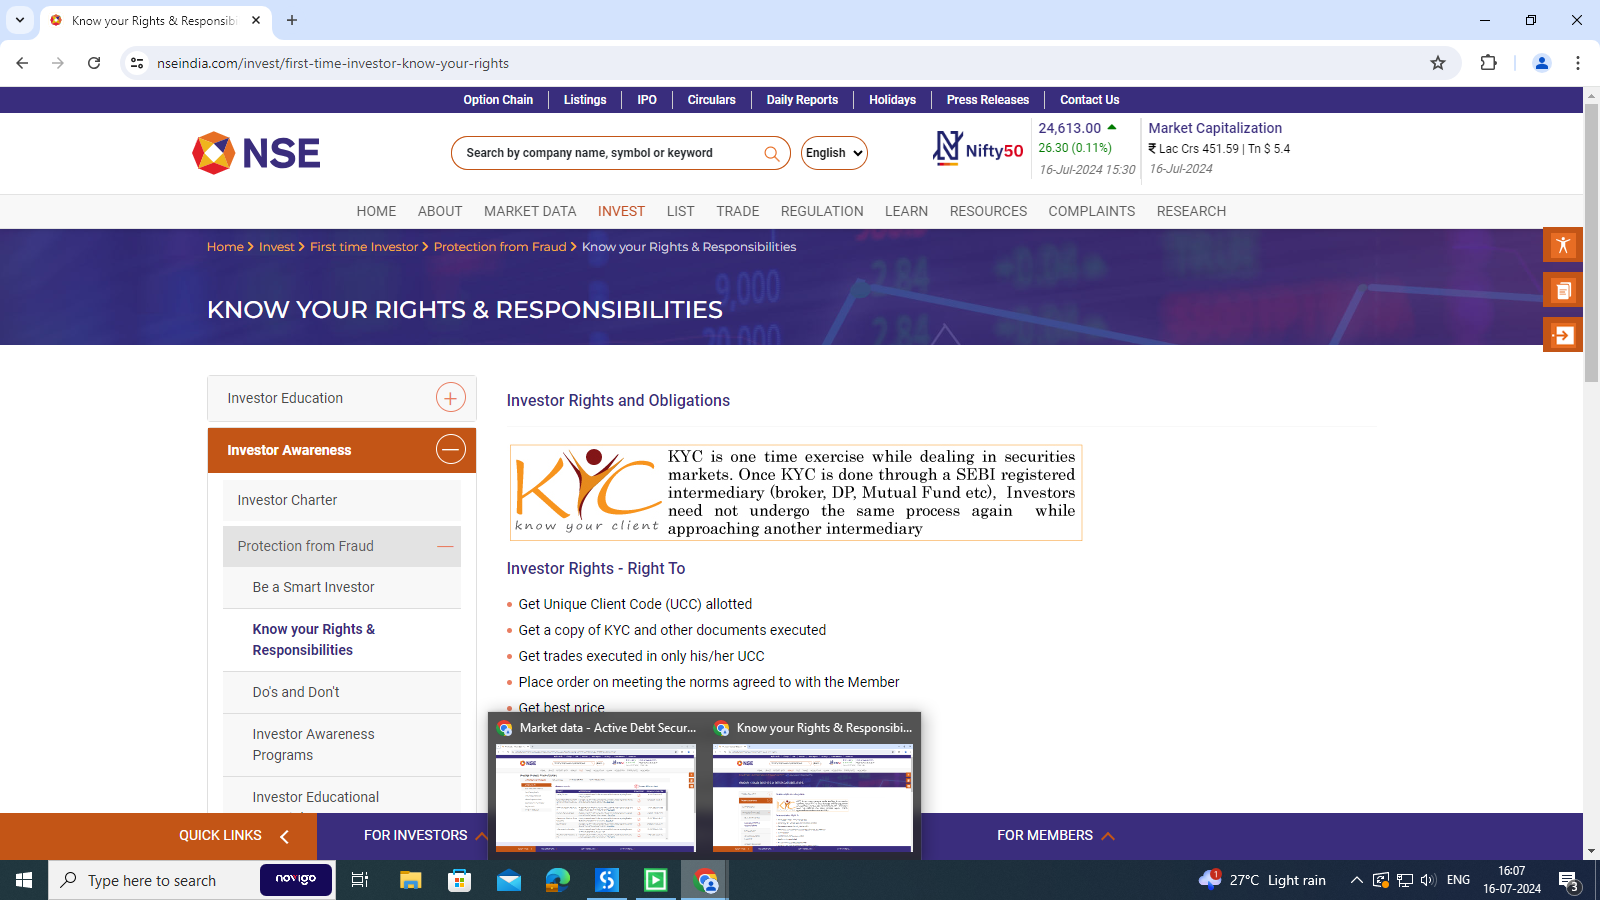 Know your Rights & Responsib
nseindia.com/invest/first-time-investor-know-your-rights
Option Chain
Listings
IPO
Circulars
Daily Reports
Holidays
Press Releases
Contact Us
NSE
Search by company name, symbol or keyword
English
Nifty50
24,613.00
26.30 (0.11%)
16-Jul-2024 15:30
Market Capitalization
₹ Lac Crs 451.59 | Tn $ 5.4
16-Jul-2024
HOME
ABOUT
MARKET DATA
INVEST
LIST
TRADE
REGULATION
LEARN
RESOURCES
COMPLAINTS
RESEARCH
Home > Invest > First time Investor > Protection from Fraud > Know your Rights & Responsibilities
KNOW YOUR RIGHTS & RESPONSIBILITIES
Investor Education
Investor Awareness
Investor Charter
Protection from Fraud
Be a Smart Investor
Know your Rights &
Responsibilities
Do's and Don't
Investor Awareness
Programs
Investor Educational
Investor Rights and Obligations
KYC
know your client
KYC is one time exercise while dealing in securities
markets. Once KYC is done through a SEBI registered
intermediary (broker, DP, Mutual Fund etc), Investors
need not undergo the same process again while
approaching another intermediary
Investor Rights - Right To
Get Unique Client Code (UCC) allotted
Get a copy of KYC and other documents executed
Get trades executed in only his/her UCC
Place order on meeting the norms agreed to with the Member
Get best price
Market data - Active Debt Secur...
Know your Rights & Responsibi...
NSE
NSE
QUICK LINKS
FOR INVESTORS
FOR MEMBERS
Type here to search
novigo
1
27°C Light rain
ENG
16:07
16-07-2024
3